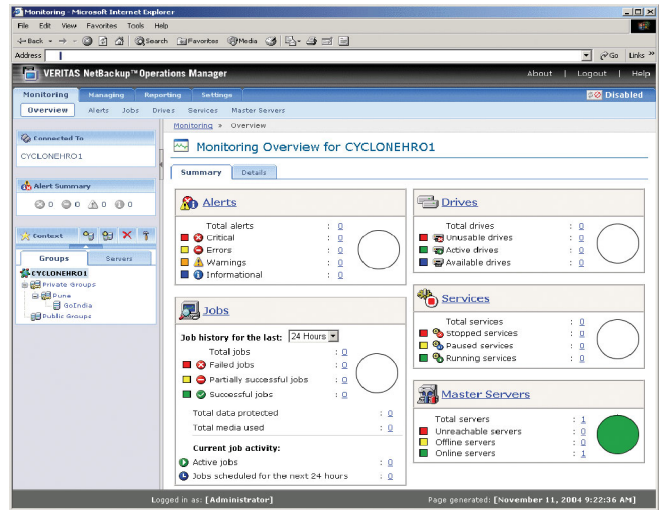 Monitoring - Microsoft Internet Explorer
File Edit View Favorites Tools Help
Back Search Favorites Media
Address Go Links »
VERITAS NetBackup™ Operations Manager About | Logout | Help
Monitoring Managing Reporting Settings Disabled
Overview Alerts Jobs Drives Services Master Servers
Monitoring » Overview
Connected To
CYCLONEHRO1
Alert Summary
0 0 0 0
Context
Groups Servers
CYCLONEHRO1
Private Groups
Pune
GoIndia
Public Groups
Monitoring Overview for CYCLONEHRO1
Summary Details
Alerts
Total alerts : 0
Critical : 0
Errors : 0
Warnings : 0
Informational : 0
Jobs
Job history for the last: 24 Hours
Total jobs : 0
Failed jobs : 0
Partially successful jobs : 0
Successful jobs : 0
Total data protected : 0
Total media used : 0
Current job activity:
Active jobs : 0
Jobs scheduled for the next 24 hours : 0
Drives
Total drives : 0
Unusable drives : 0
Active drives : 0
Available drives : 0
Services
Total services : 0
Stopped services : 0
Paused services : 0
Running services : 0
Master Servers
Total servers : 1
Unreachable servers : 0
Offline servers : 0
Online servers : 1
Logged in as: [Administrator] Page generated: [November 11, 2004 9:22:36 AM]